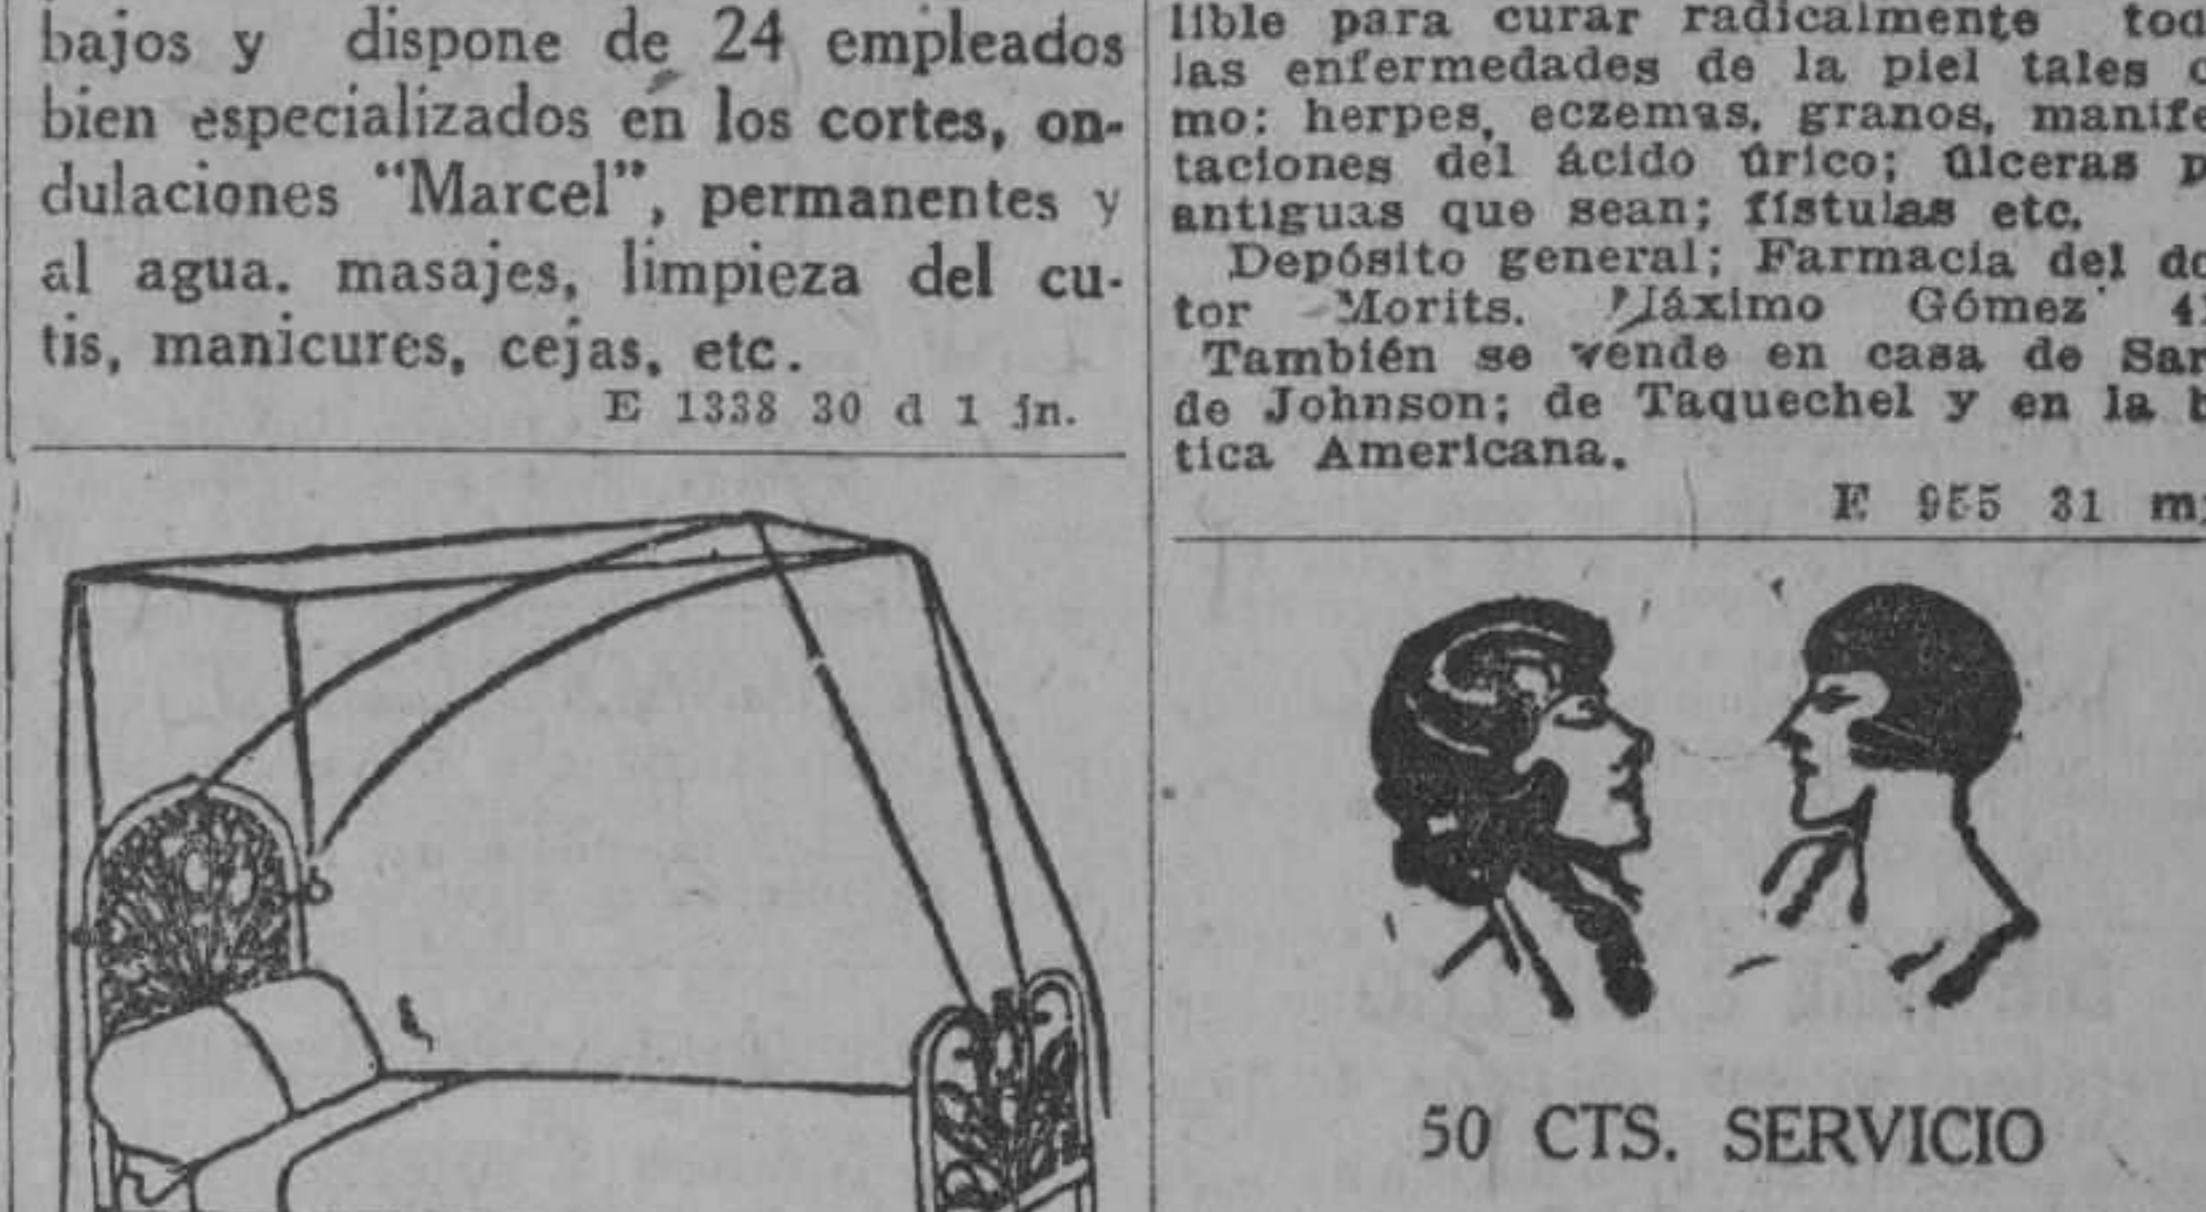 bajos y dispone de 24 empleados
bien especializados en los cortes, on-
dulaciones "Marcel", permanentes y
al agua. masajes, limpieza del cu-
tis, manicures, cejas, etc.
E 1338 30 d 1 jn.
lible para curar radicalmente
las enfermedades de la piel tales
mo: herpes, eczemas, granos,
taciones del ácido úrico; úlceras
antiguas que sean; fístulas etc.
Depósito general; Farmacia del
tor Morits. Máximo Gómez
También se vende en casa de
de Johnson; de Taquechel y en la
tica Americana.
E 955 31
50 CTS. SERVICIO